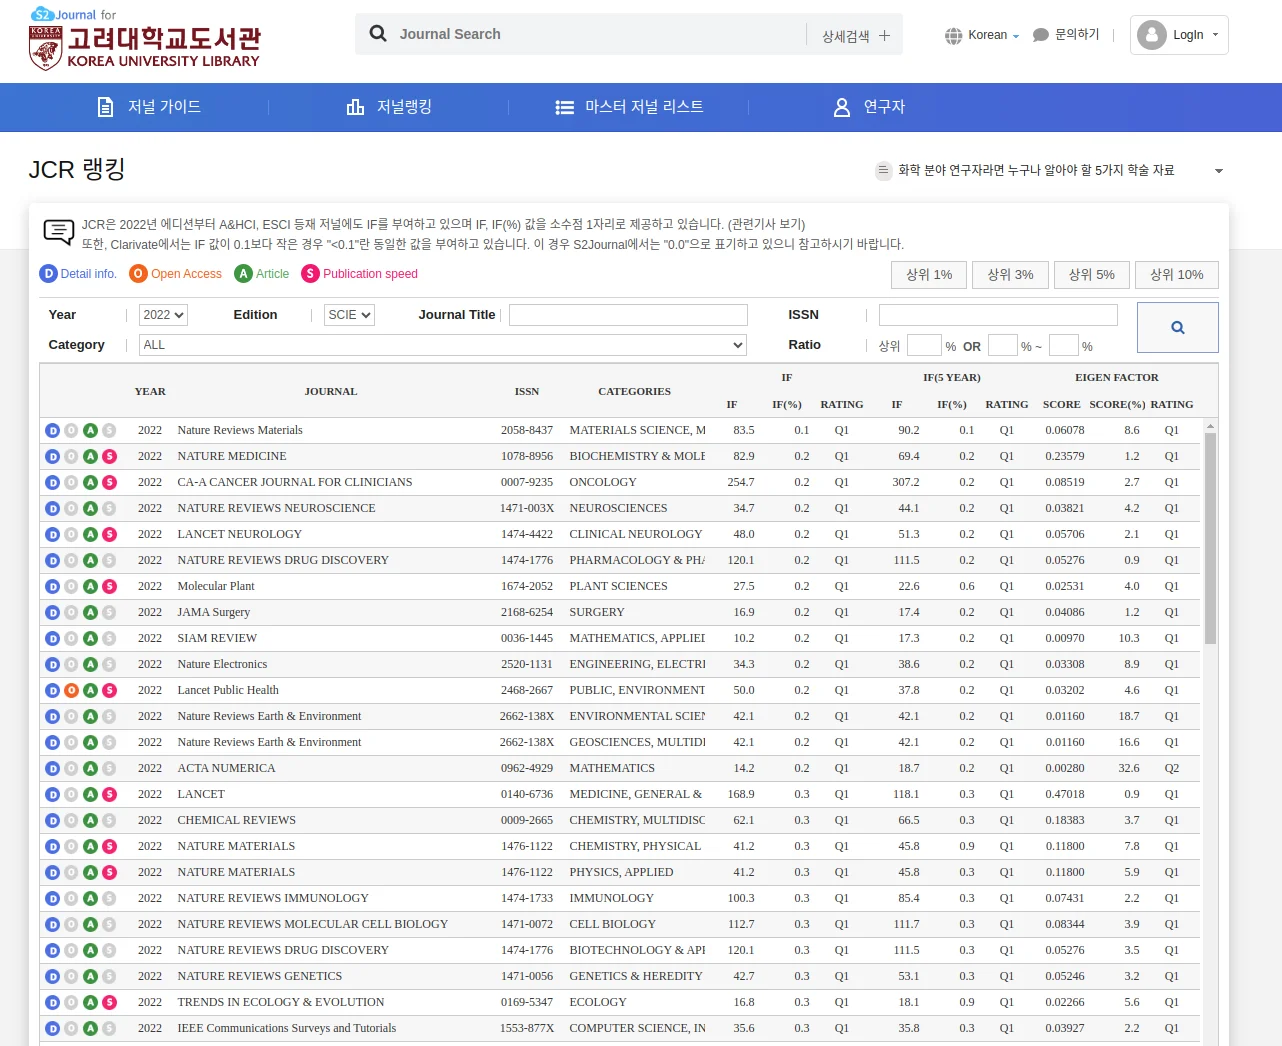 S2 Journal for
KOREA
고려대학교도서관
KOREA UNIVERSITY LIBRARY
Journal Search
상세검색
Korean
문의하기
LogIn
저널 가이드
저널랭킹
마스터 저널 리스트
연구자
JCR 랭킹
화학 분야 연구자라면 누구나 알아야 할 5가지 학술 자료
JCR은 2022년 에디션부터 A&HCI, ESCI 등재 저널에도 IF를 부여하고 있으며 IF, IF(%) 값을 소수점 1자리로 제공하고 있습니다. (관련기사 보기)
또한, Clarivate에서는 IF 값이 0.1보다 작은 경우 "<0.1"란 동일한 값을 부여하고 있습니다. 이 경우 S2Journal에서는 "0.0"으로 표기하고 있으니 참고하시기 바랍니다.
D Detail info. O Open Access A Article S Publication speed
상위 1% 상위 3% 상위 5% 상위 10%
Year 2022 Edition SCIE Journal Title ISSN
Category ALL Ratio 상위 % OR % ~ %
IF IF(5 YEAR) EIGEN FACTOR
YEAR JOURNAL ISSN CATEGORIES
IF IF(%) RATING IF IF(%) RATING SCORE SCORE(%) RATING
D O A S 2022 Nature Reviews Materials 2058-8437 MATERIALS SCIENCE, M 83.5 0.1 Q1 90.2 0.1 Q1 0.06078 8.6 Q1
D O A S 2022 NATURE MEDICINE 1078-8956 BIOCHEMISTRY & MOLE 82.9 0.2 Q1 69.4 0.2 Q1 0.23579 1.2 Q1
D O A S 2022 CA-A CANCER JOURNAL FOR CLINICIANS 0007-9235 ONCOLOGY 254.7 0.2 Q1 307.2 0.2 Q1 0.08519 2.7 Q1
D O A S 2022 NATURE REVIEWS NEUROSCIENCE 1471-003X NEUROSCIENCES 34.7 0.2 Q1 44.1 0.2 Q1 0.03821 4.2 Q1
D O A S 2022 LANCET NEUROLOGY 1474-4422 CLINICAL NEUROLOGY 48.0 0.2 Q1 51.3 0.2 Q1 0.05706 2.1 Q1
D O A S 2022 NATURE REVIEWS DRUG DISCOVERY 1474-1776 PHARMACOLOGY & PHA 120.1 0.2 Q1 111.5 0.2 Q1 0.05276 0.9 Q1
D O A S 2022 Molecular Plant 1674-2052 PLANT SCIENCES 27.5 0.2 Q1 22.6 0.6 Q1 0.02531 4.0 Q1
D O A S 2022 JAMA Surgery 2168-6254 SURGERY 16.9 0.2 Q1 17.4 0.2 Q1 0.04086 1.2 Q1
D O A S 2022 SIAM REVIEW 0036-1445 MATHEMATICS, APPLIED 10.2 0.2 Q1 17.3 0.2 Q1 0.00970 10.3 Q1
D O A S 2022 Nature Electronics 2520-1131 ENGINEERING, ELECTRI 34.3 0.2 Q1 38.6 0.2 Q1 0.03308 8.9 Q1
D O A S 2022 Lancet Public Health 2468-2667 PUBLIC, ENVIRONMENT 50.0 0.2 Q1 37.8 0.2 Q1 0.03202 4.6 Q1
D O A S 2022 Nature Reviews Earth & Environment 2662-138X ENVIRONMENTAL SCIEN 42.1 0.2 Q1 42.1 0.2 Q1 0.01160 18.7 Q1
D O A S 2022 Nature Reviews Earth & Environment 2662-138X GEOSCIENCES, MULTIDI 42.1 0.2 Q1 42.1 0.2 Q1 0.01160 16.6 Q1
D O A S 2022 ACTA NUMERICA 0962-4929 MATHEMATICS 14.2 0.2 Q1 18.7 0.2 Q1 0.00280 32.6 Q2
D O A S 2022 LANCET 0140-6736 MEDICINE, GENERAL & 168.9 0.3 Q1 118.1 0.3 Q1 0.47018 0.9 Q1
D O A S 2022 CHEMICAL REVIEWS 0009-2665 CHEMISTRY, MULTIDISC 62.1 0.3 Q1 66.5 0.3 Q1 0.18383 3.7 Q1
D O A S 2022 NATURE MATERIALS 1476-1122 CHEMISTRY, PHYSICAL 41.2 0.3 Q1 45.8 0.9 Q1 0.11800 7.8 Q1
D O A S 2022 NATURE MATERIALS 1476-1122 PHYSICS, APPLIED 41.2 0.3 Q1 45.8 0.3 Q1 0.11800 5.9 Q1
D O A S 2022 NATURE REVIEWS IMMUNOLOGY 1474-1733 IMMUNOLOGY 100.3 0.3 Q1 85.4 0.3 Q1 0.07431 2.2 Q1
D O A S 2022 NATURE REVIEWS MOLECULAR CELL BIOLOGY 1471-0072 CELL BIOLOGY 112.7 0.3 Q1 111.7 0.3 Q1 0.08344 3.9 Q1
D O A S 2022 NATURE REVIEWS DRUG DISCOVERY 1474-1776 BIOTECHNOLOGY & API 120.1 0.3 Q1 111.5 0.3 Q1 0.05276 3.5 Q1
D O A S 2022 NATURE REVIEWS GENETICS 1471-0056 GENETICS & HEREDITY 42.7 0.3 Q1 53.1 0.3 Q1 0.05246 3.2 Q1
D O A S 2022 TRENDS IN ECOLOGY & EVOLUTION 0169-5347 ECOLOGY 16.8 0.3 Q1 18.1 0.9 Q1 0.02266 5.6 Q1
D O A S 2022 IEEE Communications Surveys and Tutorials 1553-877X COMPUTER SCIENCE, IN 35.6 0.3 Q1 35.8 0.3 Q1 0.03927 2.2 Q1